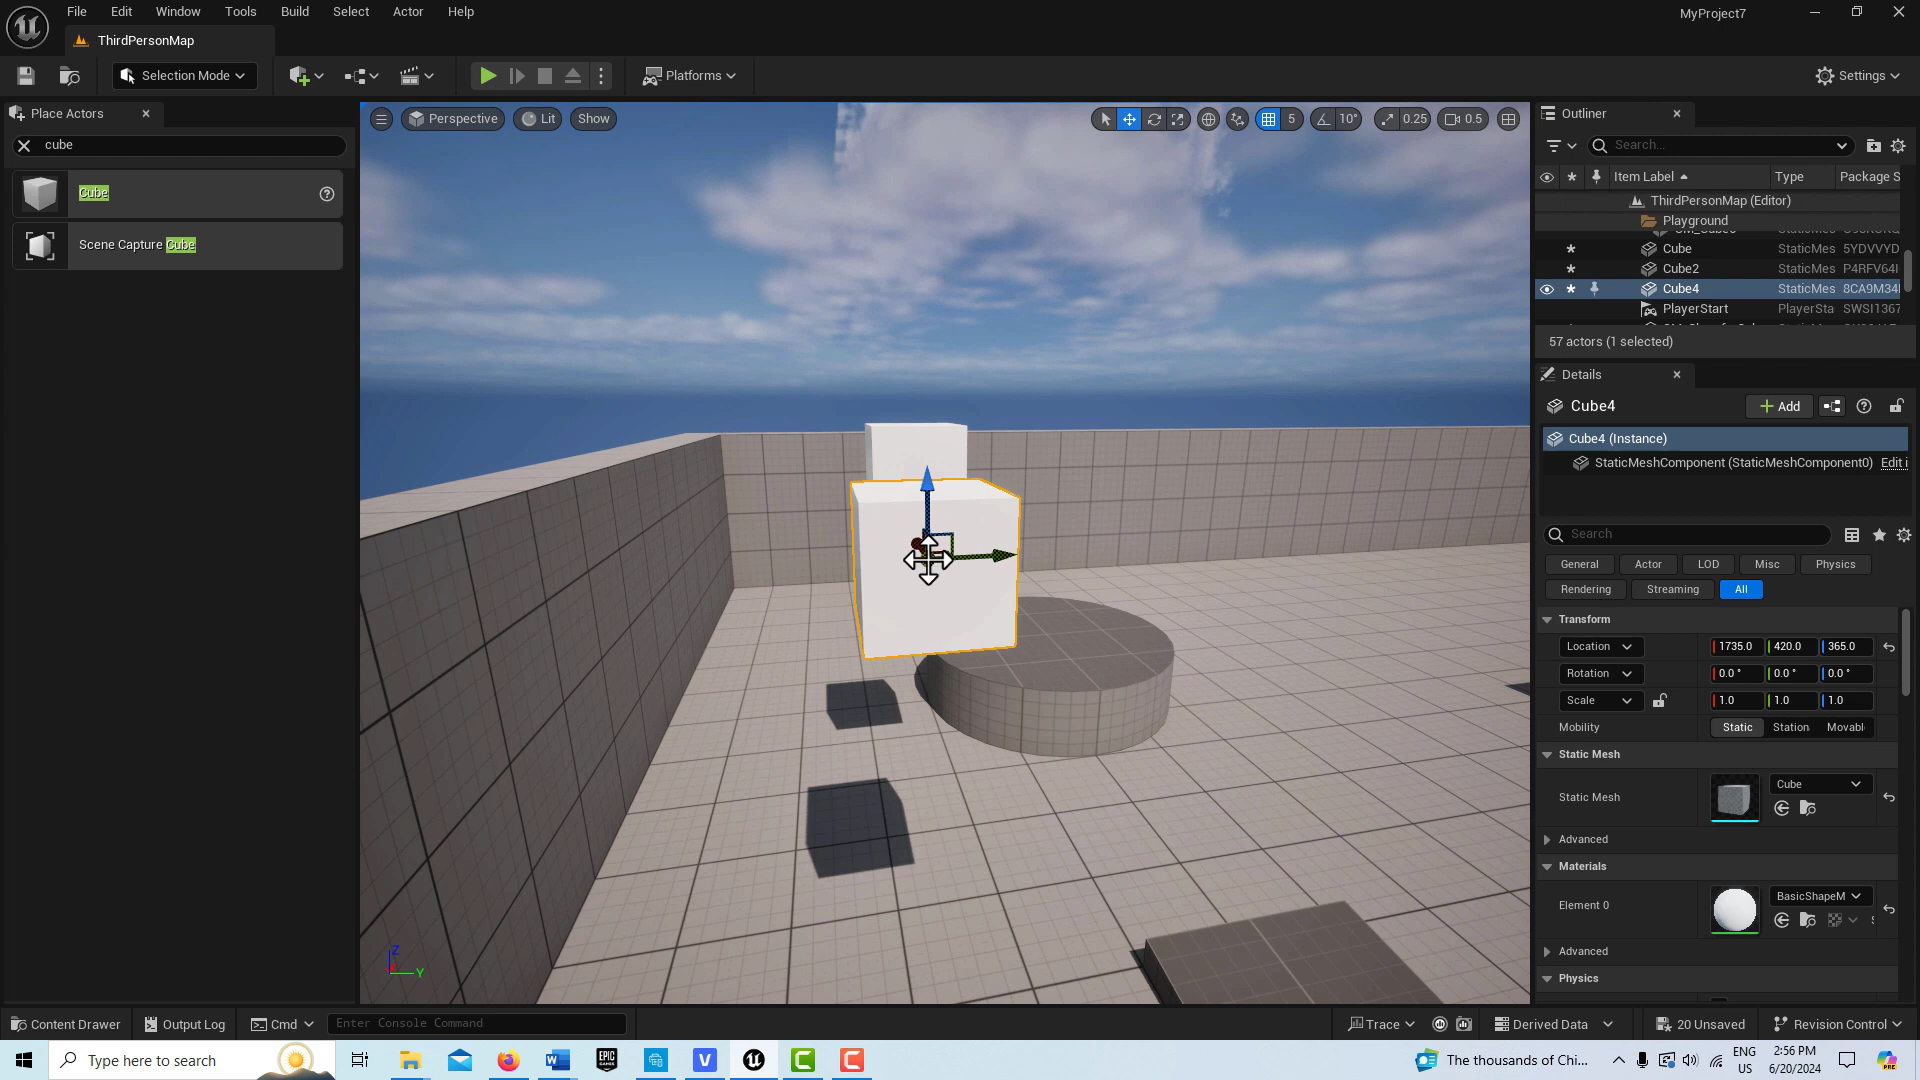 File Edit Window Tools Build Select Actor Help
MyProject7
ThirdPersonMap
Selection Mode
Platforms
Settings
Place Actors
cube
Cube
Scene Capture Cube
Perspective Lit Show
5 10° 0.25 0.5
Outliner
Search...
Item Label Type Package S
ThirdPersonMap (Editor)
Playground
Cube StaticMes 5YDVVYD
Cube2 StaticMes P4RFV64I
Cube4 StaticMes 8CA9M34
PlayerStart PlayerSta SWSI1367
57 actors (1 selected)
Details
Cube4
Add
Cube4 (Instance)
StaticMeshComponent (StaticMeshComponent0) Edit i
Search
General Actor LOD Misc Physics
Rendering Streaming All
Transform
Location 1735.0 420.0 365.0
Rotation 0.0 ° 0.0 ° 0.0 °
Scale 1.0 1.0 1.0
Mobility Static Station Movabl
Static Mesh
Static Mesh Cube
Advanced
Materials
Element 0 BasicShapeM
Advanced
Physics
Z
Y
Content Drawer Output Log Cmd Enter Console Command
Trace Derived Data 20 Unsaved Revision Control
Type here to search
The thousands of Chi...
ENG
US
2:56 PM
6/20/2024